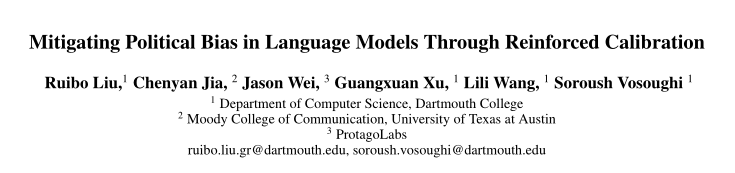 Mitigating Political Bias in Language Models Through Reinforced Calibration
Ruibo Liu,1 Chenyan Jia, 2 Jason Wei, 3 Guangxuan Xu, 1 Lili Wang, 1 Soroush Vosoughi 1
1 Department of Computer Science, Dartmouth College
2 Moody College of Communication, University of Texas at Austin
3 ProtagoLabs
ruibo.liu.gr@dartmouth.edu, soroush.vosoughi@dartmouth.edu